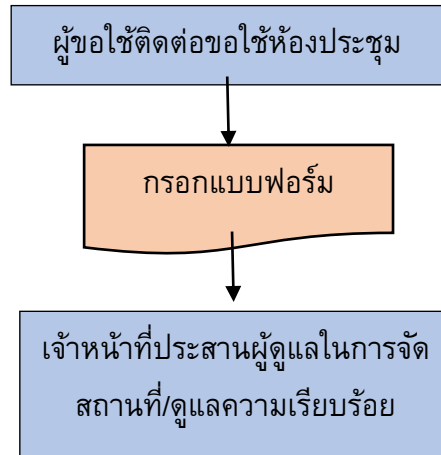 ผู้ขอใช้ติดต่อขอใช้ห้องประชุม
กรอกแบบฟอร์ม
เจ้าหน้าที่ประสานผู้ดูแลในการจัด
สถานที่/ดูแลความเรียบร้อย